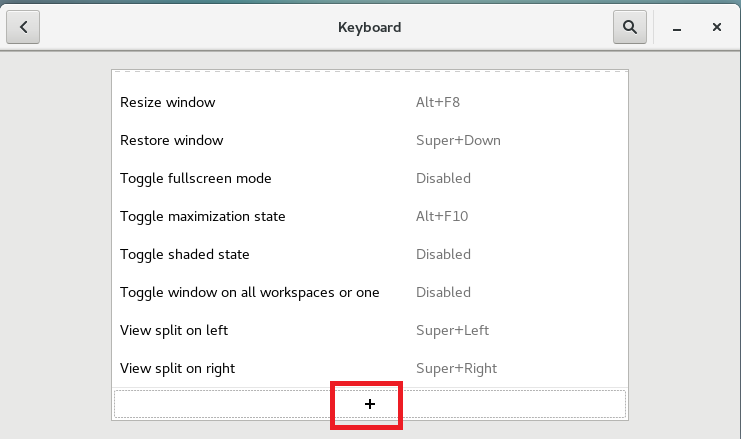 Keyboard
Resize window Alt+F8
Restore window Super+Down
Toggle fullscreen mode Disabled
Toggle maximization state Alt+F10
Toggle shaded state Disabled
Toggle window on all workspaces or one Disabled
View split on left Super+Left
View split on right Super+Right
+